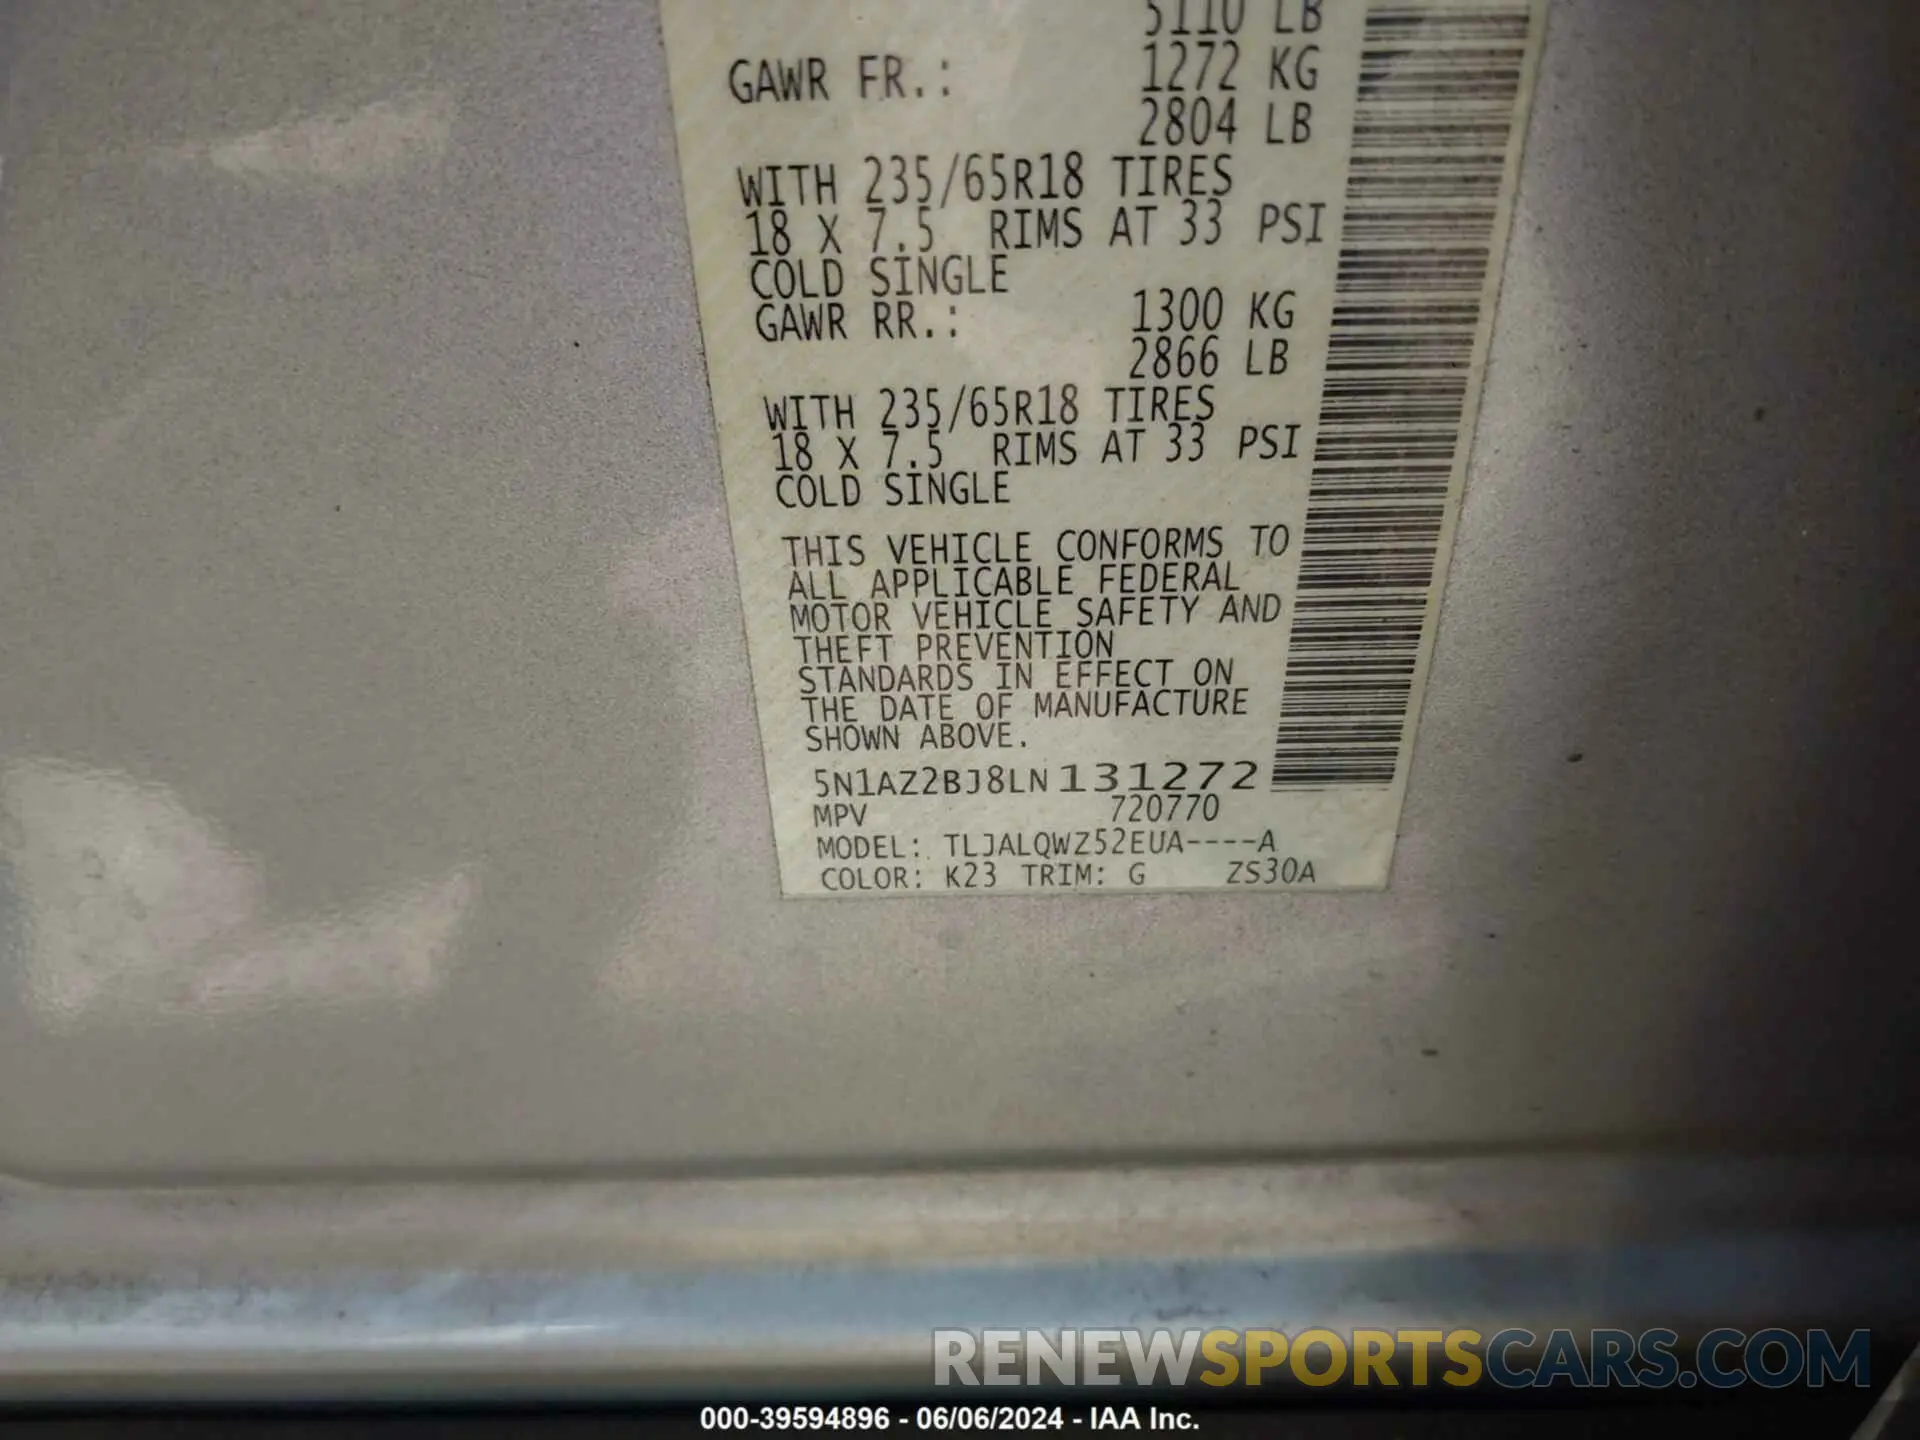 5110 LB
GAWR FR.: 1272 KG
2804 LB
WITH 235/65R18 TIRES
18 X 7.5 RIMS AT 33 PSI
COLD SINGLE
GAWR RR.: 1300 KG
2866 LB
WITH 235/65R18 TIRES
18 X 7.5 RIMS AT 33 PSI
COLD SINGLE
THIS VEHICLE CONFORMS TO
ALL APPLICABLE FEDERAL
MOTOR VEHICLE SAFETY AND
THEFT PREVENTION
STANDARDS IN EFFECT ON
THE DATE OF MANUFACTURE
SHOWN ABOVE.
5N1AZ2BJ8LN131272
MPV 720770
MODEL: TLJALQWZ52EUA----A
COLOR: K23 TRIM: G ZS30A
RENEWSPORTSCARS.COM
000-39594896 - 06/06/2024 - IAA Inc.